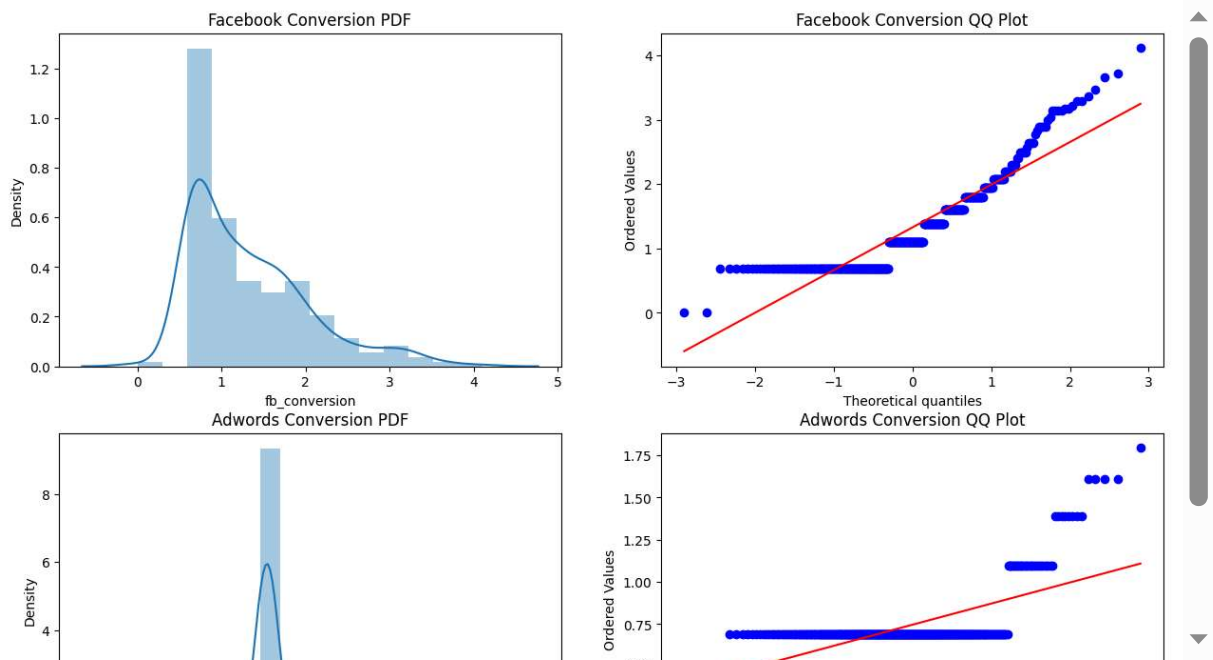 Facebook Conversion PDF
1.2
1.0
0.8
0.6
0.4
0.2
0.0
Density
0 1 2 3 4 5
fb_conversion
Facebook Conversion QQ Plot
4
3
2
1
0
Ordered Values
−3 −2 −1 0 1 2 3
Theoretical quantiles
Adwords Conversion PDF
8
6
4
Density
Adwords Conversion QQ Plot
1.75
1.50
1.25
1.00
0.75
Ordered Values